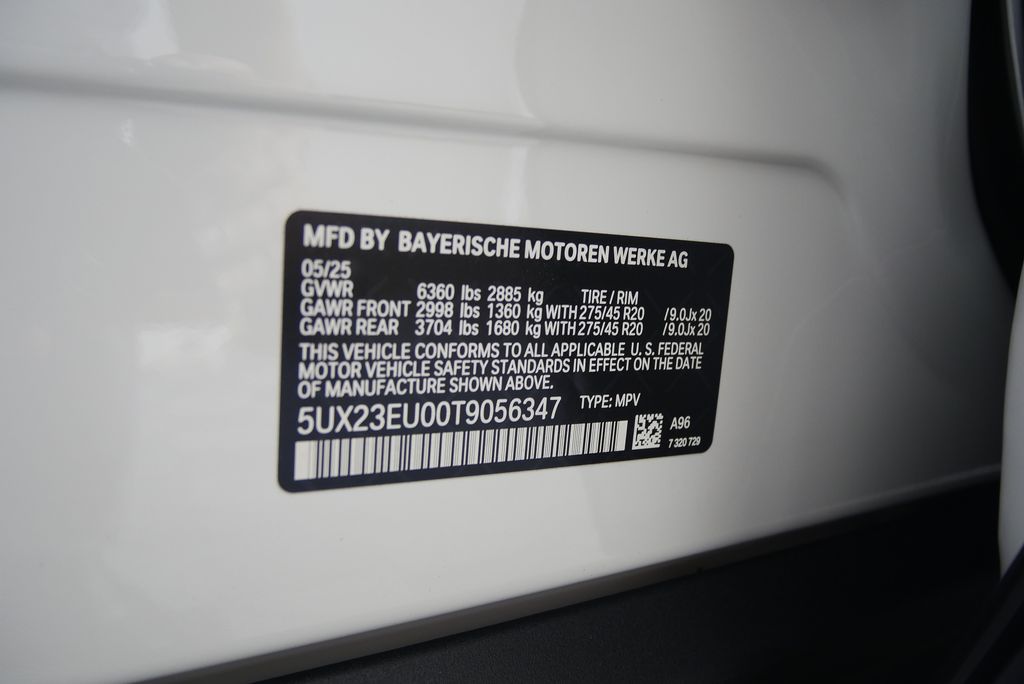 MFD BY BAYERISCHE MOTOREN WERKE AG
05/25
GVWR 6360 lbs 2885 kg TIRE / RIM
GAWR FRONT 2998 lbs 1360 kg WITH 275/45 R20 /9.0Jx 20
GAWR REAR 3704 lbs 1680 kg WITH 275/45 R20 /9.0Jx 20
THIS VEHICLE CONFORMS TO ALL APPLICABLE U. S. FEDERAL
MOTOR VEHICLE SAFETY STANDARDS IN EFFECT ON THE DATE
OF MANUFACTURE SHOWN ABOVE.
5UX23EU00T9056347 TYPE: MPV
A96
7 320 729